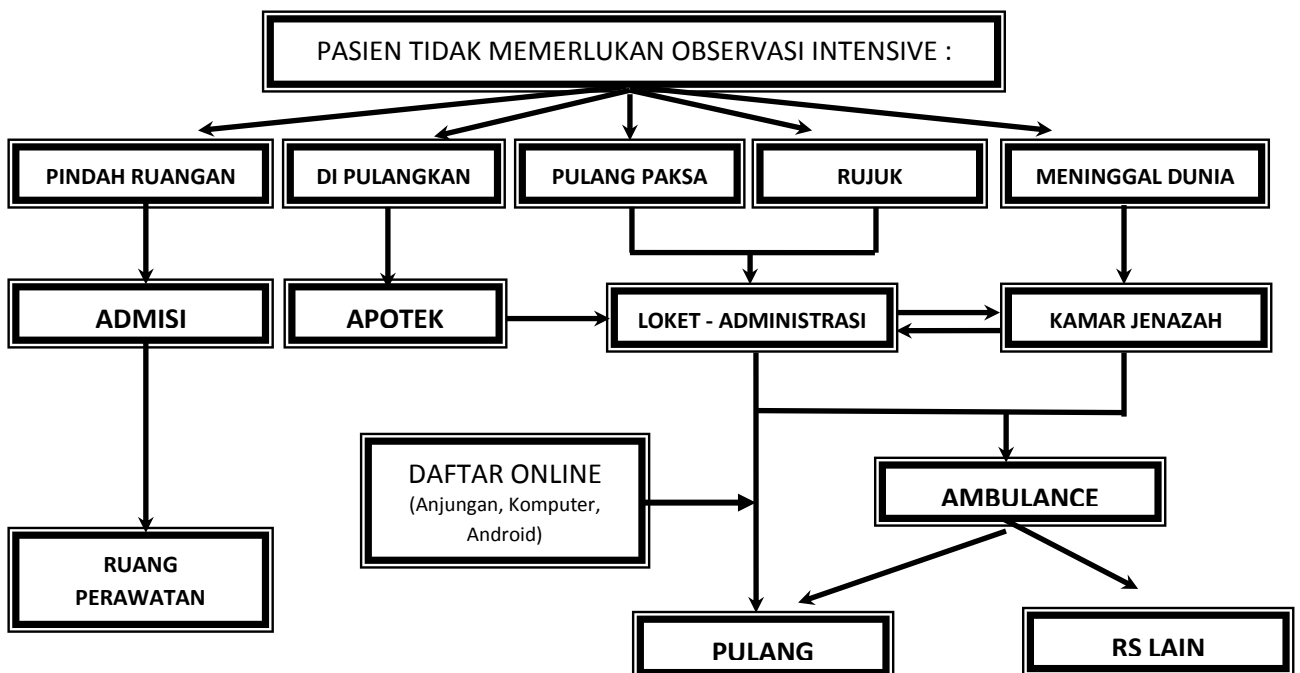 PASIEN TIDAK MEMERLUKAN OBSERVASI INTENSIVE :
PINDAH RUANGAN
DI PULANGKAN
PULANG PAKSA
RUJUK
MENINGGAL DUNIA
ADMISI
APOTEK
LOKET - ADMINISTRASI
KAMAR JENAZAH
DAFTAR ONLINE
(Anjungan, Komputer,
Android)
AMBULANCE
RUANG
PERAWATAN
PULANG
RS LAIN